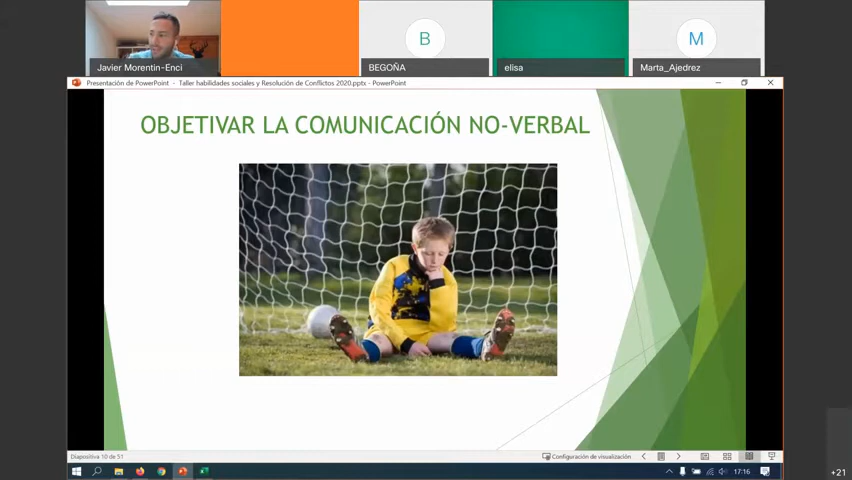 B
M
Javier Morentin-Enci
BEGOÑA
elisa
Marta_Ajedrez
Presentación de PowerPoint - Taller habilidades sociales y Resolución de Conflictos 2020.pptx - PowerPoint
OBJETIVAR LA COMUNICACIÓN NO-VERBAL
Diapositiva 10 de 51
Configuración de visualización
17:16
+21